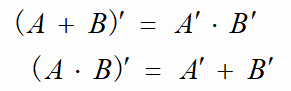 (A + B)′ = A′ · B′
(A · B)′ = A′ + B′